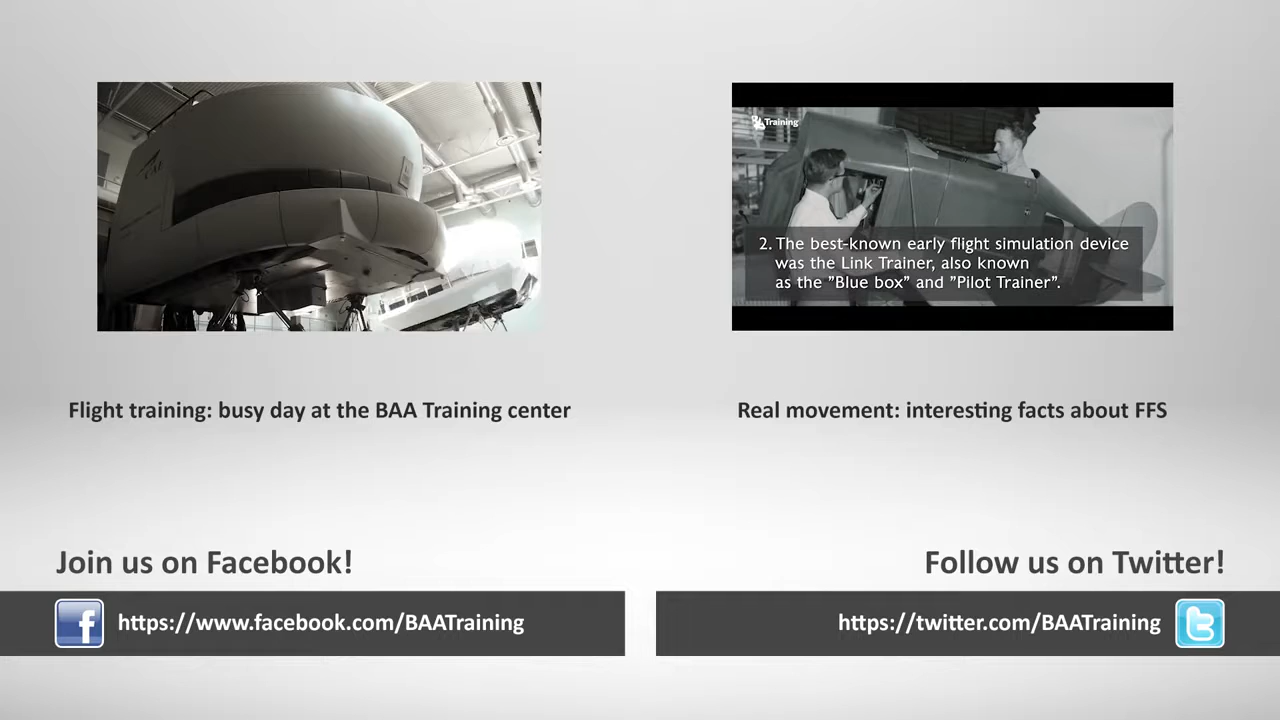 Training
2. The best-known early flight simulation device
was the Link Trainer, also known
as the ”Blue box” and ”Pilot Trainer”.
Flight training: busy day at the BAA Training center
Real movement: interesting facts about FFS
Join us on Facebook!
Follow us on Twitter!
https://www.facebook.com/BAATraining
https://twitter.com/BAATraining